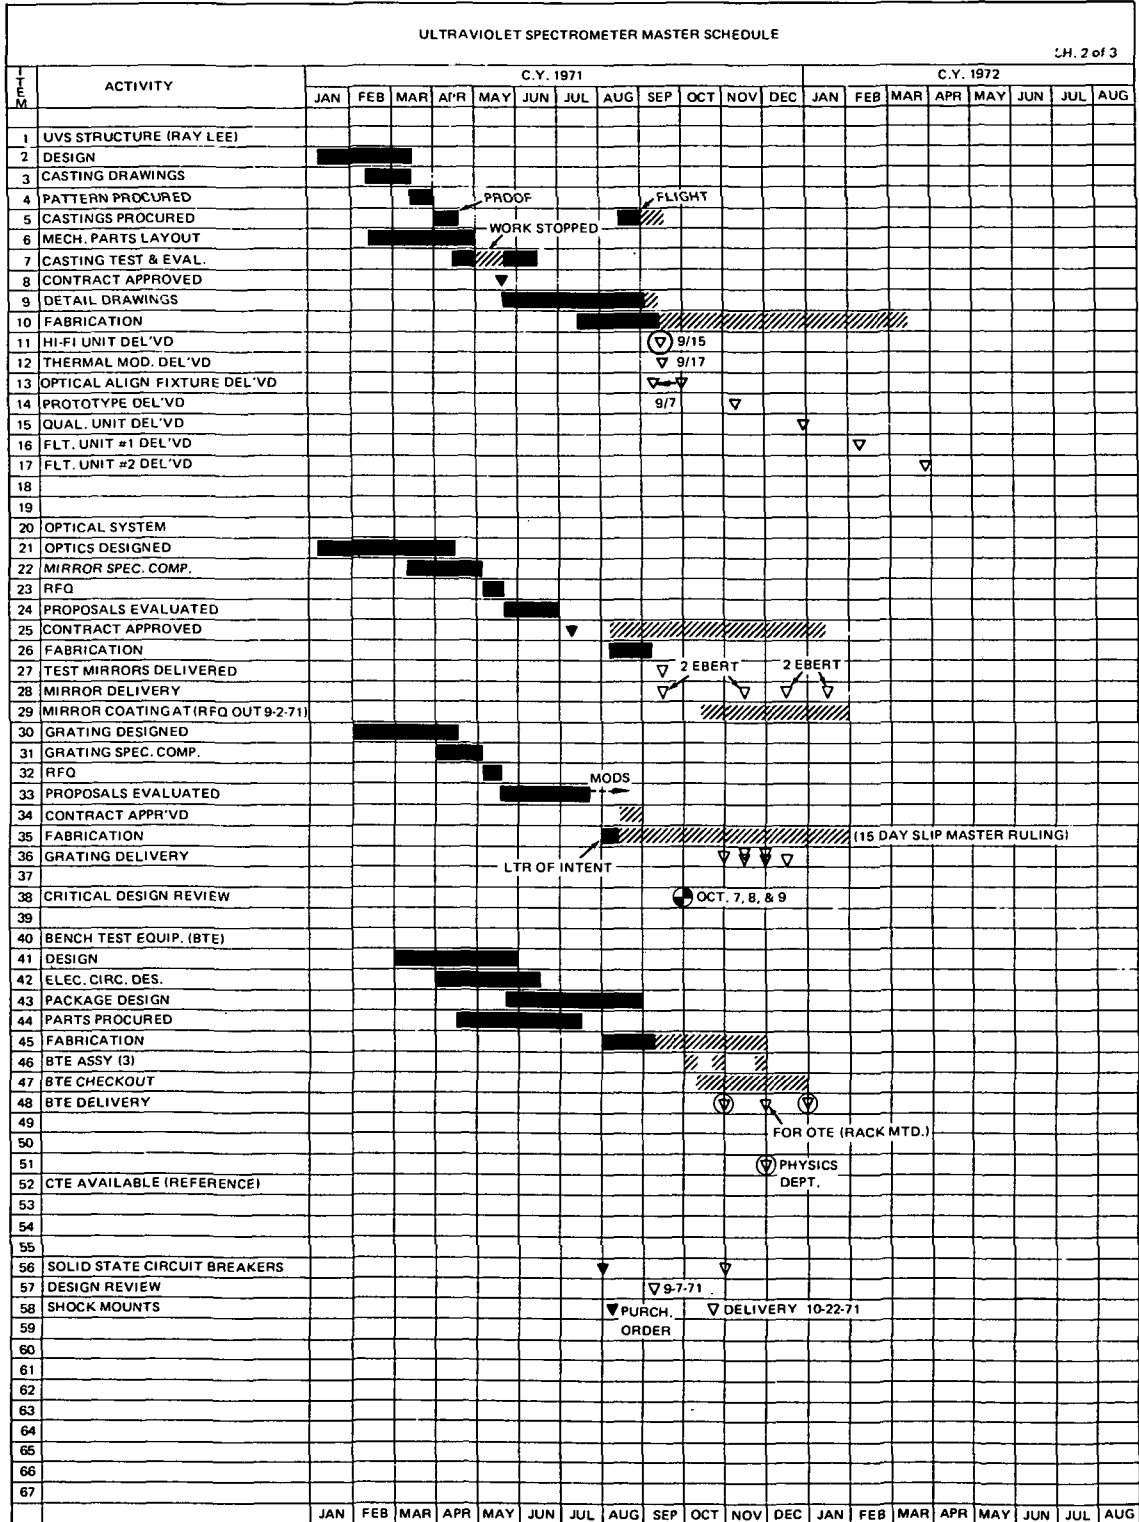 ULTRAVIOLET SPECTROMETER MASTER SCHEDULE
CH. 2 of 3
ITEM ACTIVITY C.Y. 1971 C.Y. 1972
JAN FEB MAR APR MAY JUN JUL AUG SEP OCT NOV DEC JAN FEB MAR APR MAY JUN JUL AUG
1 UVS STRUCTURE (RAY LEE)
2 DESIGN
3 CASTING DRAWINGS
4 PATTERN PROCURED PROOF FLIGHT
5 CASTINGS PROCURED
6 MECH. PARTS LAYOUT WORK STOPPED
7 CASTING TEST & EVAL.
8 CONTRACT APPROVED
9 DETAIL DRAWINGS
10 FABRICATION
11 HI-FI UNIT DEL'VD 9/15
12 THERMAL MOD. DEL'VD 9/17
13 OPTICAL ALIGN FIXTURE DEL'VD
14 PROTOTYPE DEL'VD 9/7
15 QUAL. UNIT DEL'VD
16 FLT. UNIT #1 DEL'VD
17 FLT. UNIT #2 DEL'VD
18
19
20 OPTICAL SYSTEM
21 OPTICS DESIGNED
22 MIRROR SPEC. COMP.
23 RFQ
24 PROPOSALS EVALUATED
25 CONTRACT APPROVED
26 FABRICATION
27 TEST MIRRORS DELIVERED 2 EBERT 2 EBERT
28 MIRROR DELIVERY
29 MIRROR COATING AT (RFQ OUT 9-2-71)
30 GRATING DESIGNED
31 GRATING SPEC. COMP.
32 RFQ MODS
33 PROPOSALS EVALUATED
34 CONTRACT APPR'VD
35 FABRICATION (15 DAY SLIP MASTER RULING)
36 GRATING DELIVERY LTR OF INTENT
37
38 CRITICAL DESIGN REVIEW OCT. 7, 8, & 9
39
40 BENCH TEST EQUIP. (BTE)
41 DESIGN
42 ELEC. CIRC. DES.
43 PACKAGE DESIGN
44 PARTS PROCURED
45 FABRICATION
46 BTE ASSY (3)
47 BTE CHECKOUT
48 BTE DELIVERY
49 FOR OTE (RACK MTD.)
50
51 PHYSICS
52 CTE AVAILABLE (REFERENCE) DEPT.
53
54
55
56 SOLID STATE CIRCUIT BREAKERS
57 DESIGN REVIEW 9-7-71
58 SHOCK MOUNTS PURCH. DELIVERY 10-22-71
59 ORDER
60
61
62
63
64
65
66
67
JAN FEB MAR APR MAY JUN JUL AUG SEP OCT NOV DEC JAN FEB MAR APR MAY JUN JUL AUG